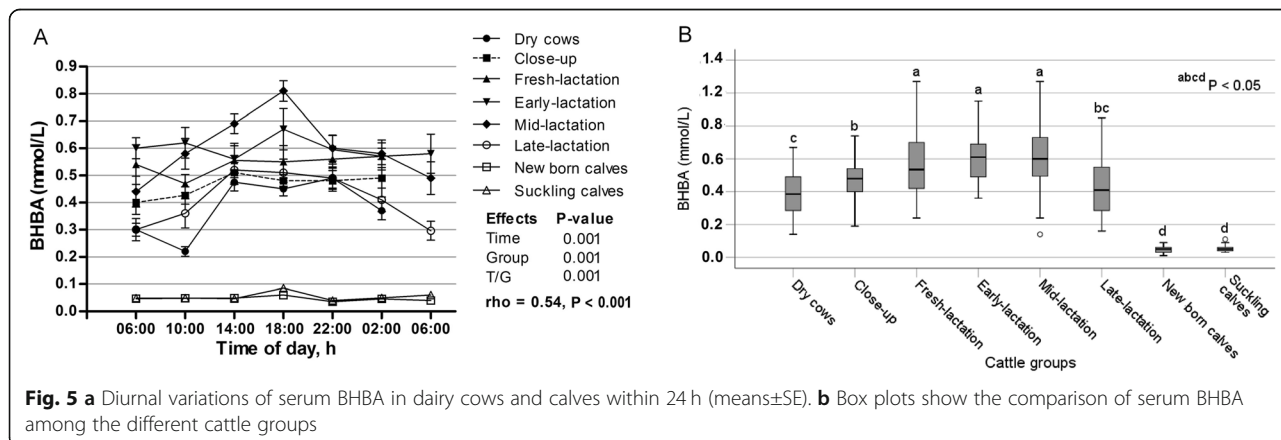 A
Dry cows
Close-up
Fresh-lactation
Early-lactation
Mid-lactation
Late-lactation
New born calves
Suckling calves
Effects P-value
Time 0.001
Group 0.001
T/G 0.001
rho = 0.54, P < 0.001
BHBA (mmol/L)
0.9
0.8
0.7
0.6
0.5
0.4
0.3
0.2
0.1
0.0
06:00 10:00 14:00 18:00 22:00 02:00 06:00
Time of day, h
B
BHBA (mmol/L)
1.4
1.2
0.8
0.6
0.4
0.2
0.0
c b a a a bc d d
abcd P < 0.05
Dry cows
Close-up
Fresh-lactation
Early-lactation
Mid-lactation
Late-lactation
New born calves
Suckling
calves
Cattle groups
Fig. 5 a Diurnal variations of serum BHBA in dairy cows and calves within 24 h (means±SE). b Box plots show the comparison of serum BHBA
among the different cattle groups